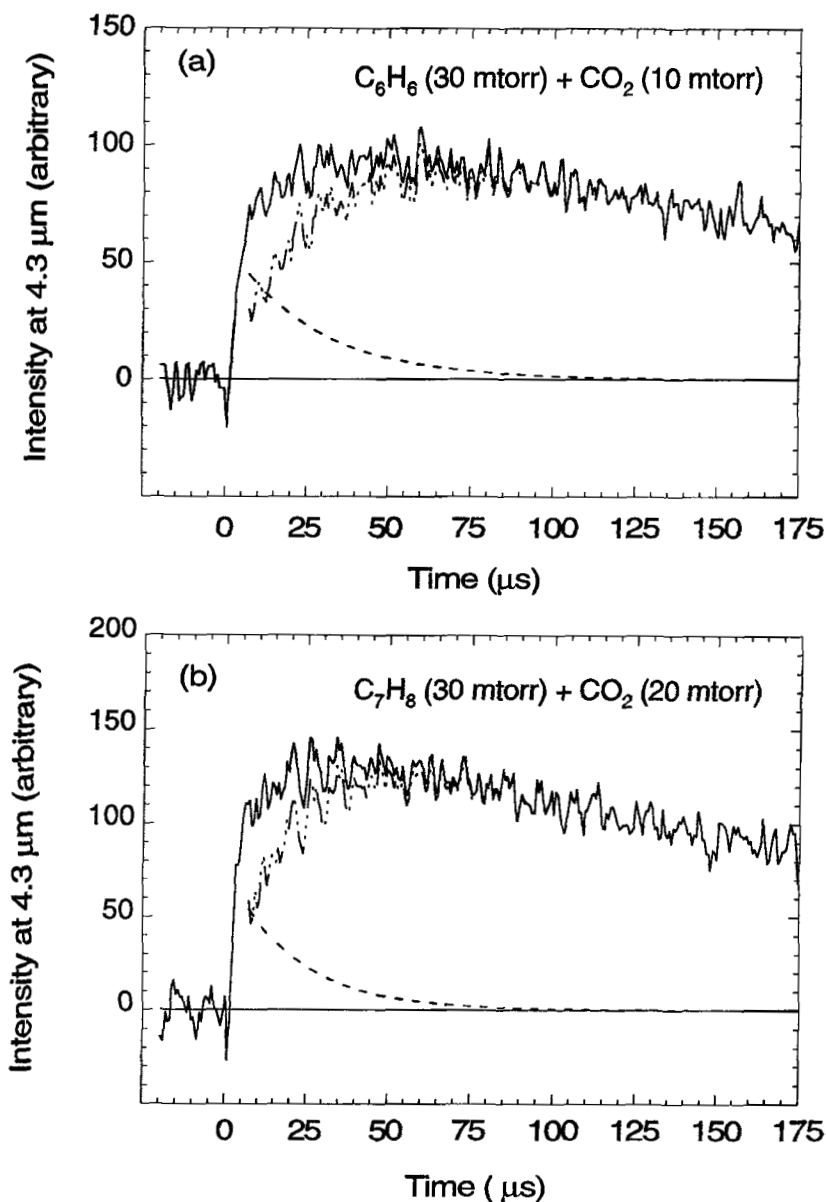 (a)
C₆H₆ (30 mtorr) + CO₂ (10 mtorr)
Intensity at 4.3 μm (arbitrary)
150
100
50
0
0 25 50 75 100 125 150 175
Time (μs)
(b)
C₇H₈ (30 mtorr) + CO₂ (20 mtorr)
Intensity at 4.3 μm (arbitrary)
200
150
100
50
0
0 25 50 75 100 125 150 175
Time ( μs)